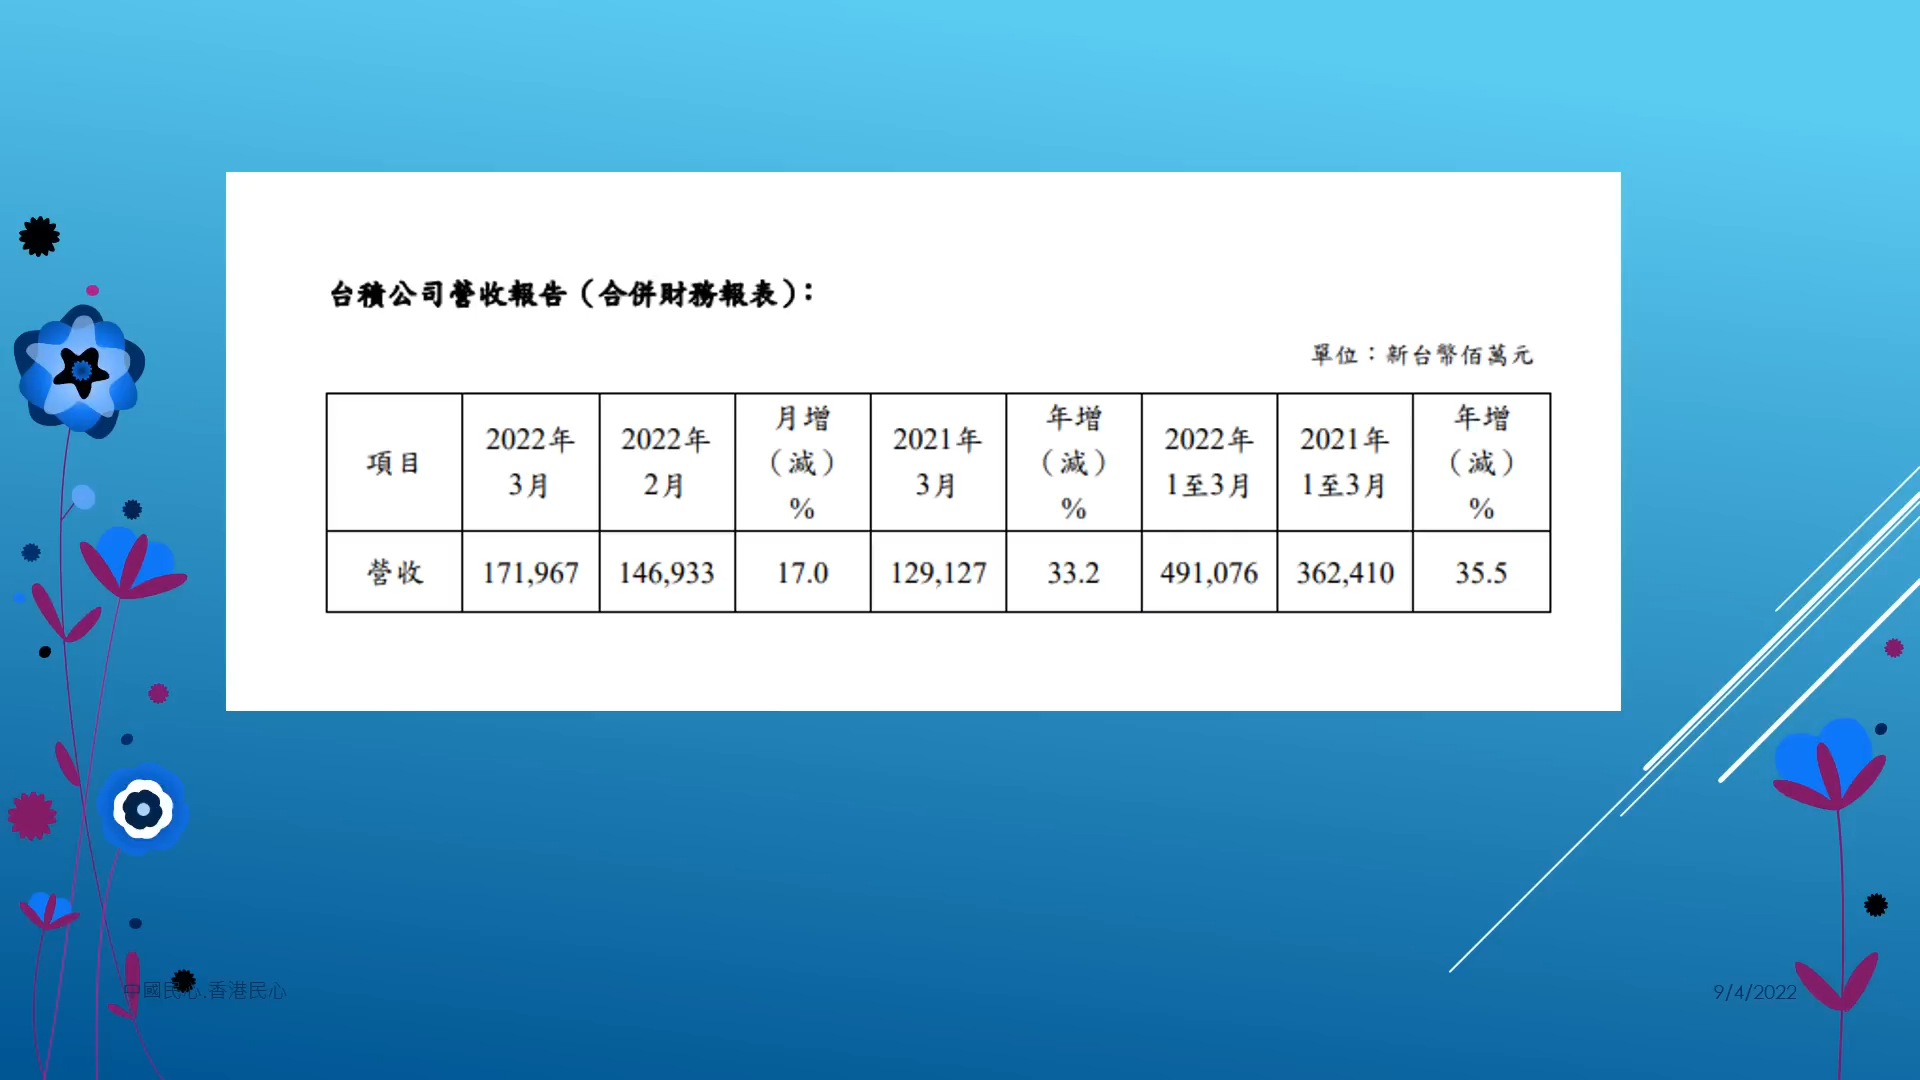 台積公司營收報告（合併財務報表）：
單位：新台幣佰萬元
項目 2022年3月 2022年2月 月增（減）% 2021年3月 年增（減）% 2022年1至3月 2021年1至3月 年增（減）%
營收 171,967 146,933 17.0 129,127 33.2 491,076 362,410 35.5
中國民心.香港民心 9/4/2022